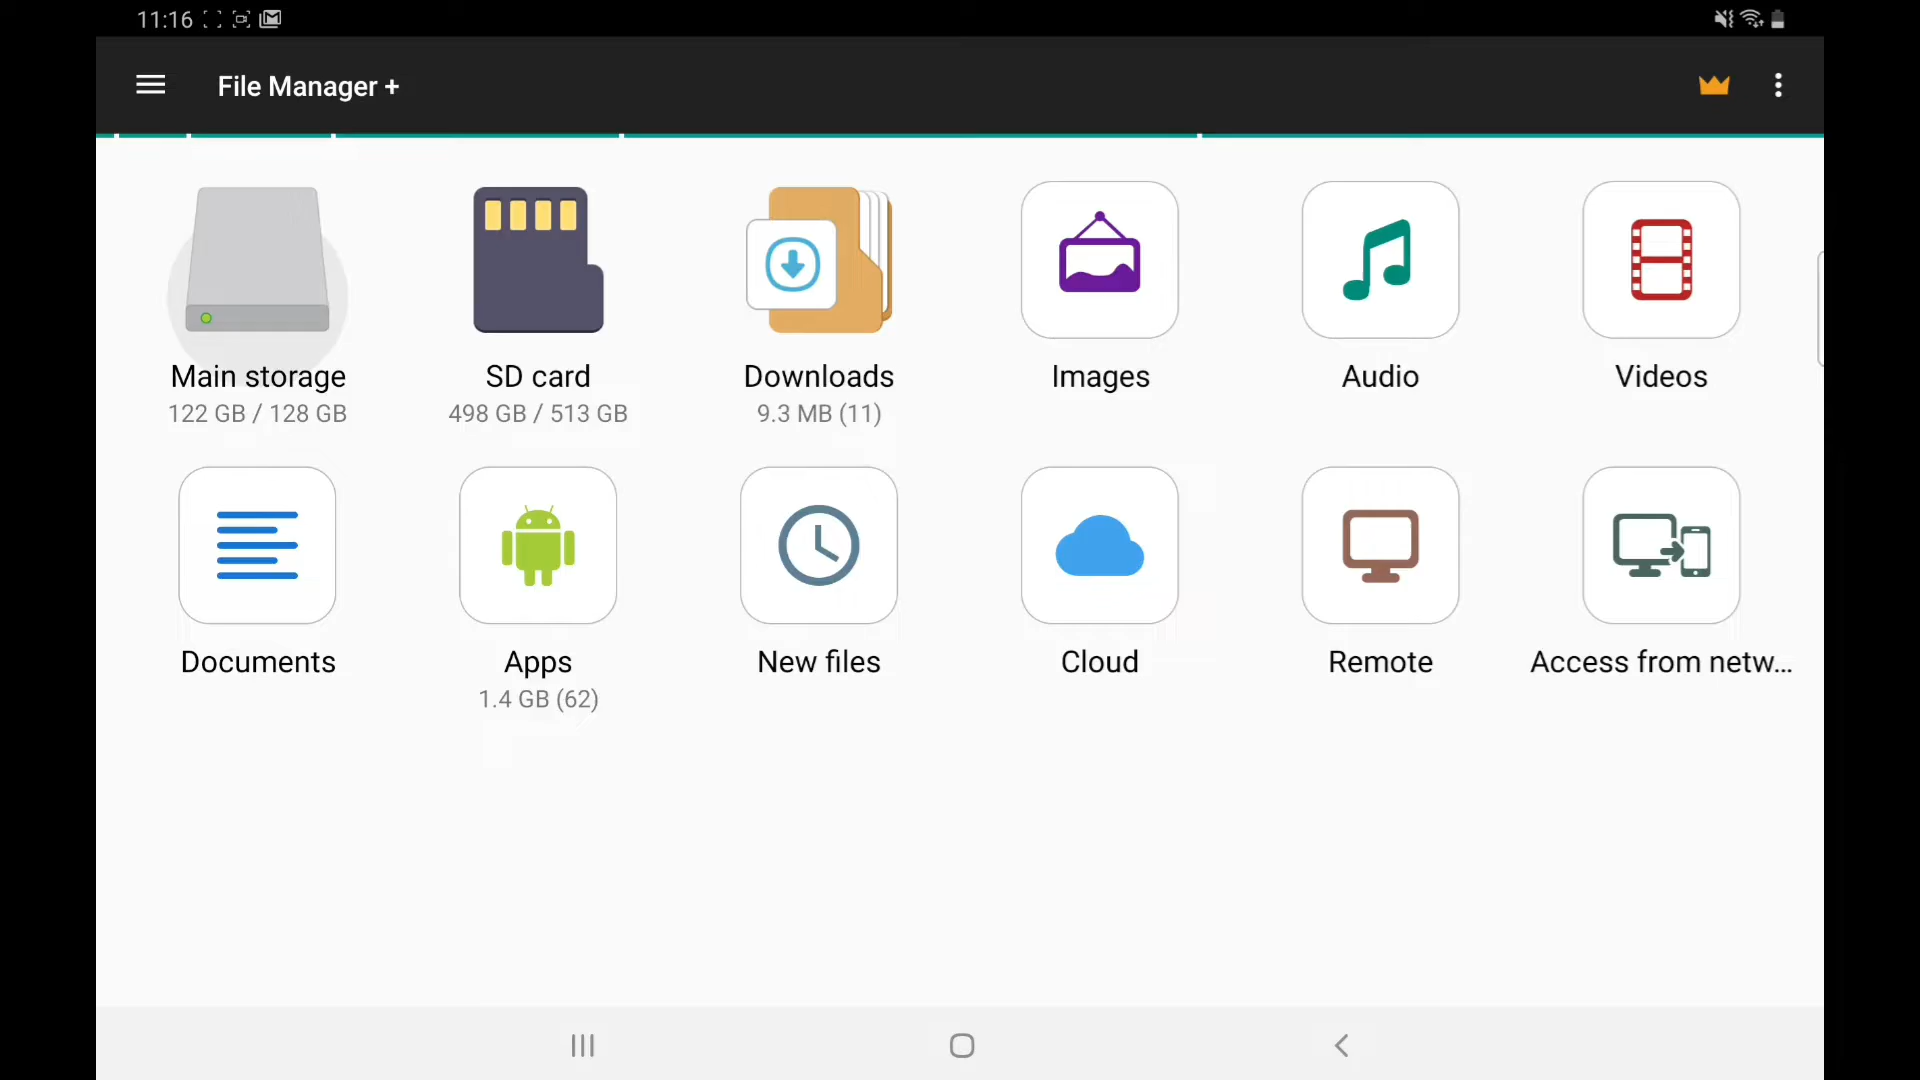 11:16
File Manager +
Main storage
122 GB / 128 GB
SD card
498 GB / 513 GB
Downloads
9.3 MB (11)
Images
Audio
Videos
Documents
Apps
1.4 GB (62)
New files
Cloud
Remote
Access from netw...